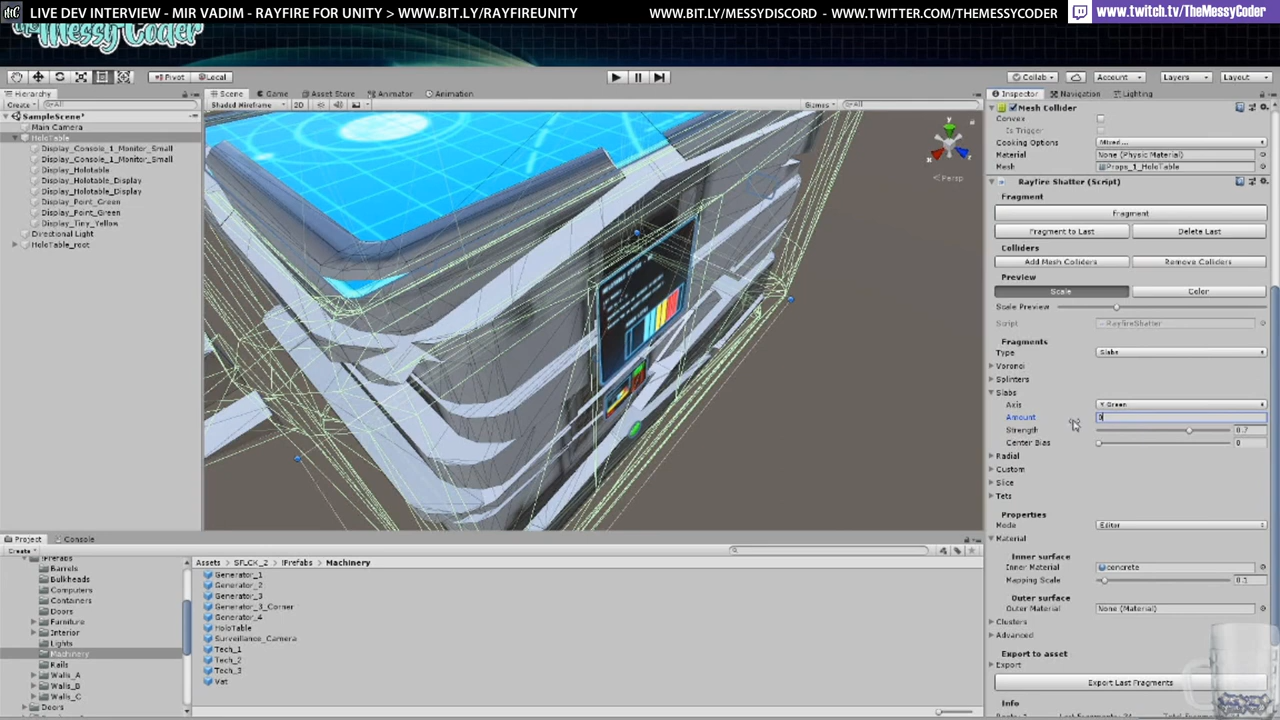 LIVE DEV INTERVIEW - MIR VADIM - RAYFIRE FOR UNITY > WWW.BIT.LY/RAYFIREUNITY
WWW.BIT.LY/MESSYDISCORD - WWW.TWITTER.COM/THEMESSYCODER
www.twitch.tv/TheMessyCoder
theMessy Coder
Pivot
Local
Collab
Account
Layers
Layout
Hierarchy
Create
All
SampleScene*
Main Camera
HoloTable
Display_Console_1_Monitor_Small
Display_Console_1_Monitor_Small
Display_Holotable
Display_Holotable_Display
Display_Holotable_Display
Display_Point_Green
Display_Point_Green
Display_Tiny_Yellow
Directional Light
HoloTable_root
Scene
Game
Asset Store
Animator
Animation
Shaded Wireframe
2D
Gizmos
All
y
x
z
Persp
Inspector
Navigation
Lighting
Mesh Collider
Convex
Is Trigger
Cooking Options Mixed...
Material None (Physic Material)
Mesh Props_1_HoloTable
Rayfire Shatter (Script)
Fragment
Fragment
Fragment to Last
Delete Last
Colliders
Add Mesh Colliders
Remove Colliders
Preview
Scale
Color
Scale Preview
Script RayfireShatter
Fragments
Type Slabs
Voronoi
Splinters
Slabs
Axis Y Green
Amount
Strength 0.7
Center Bias 0
Radial
Custom
Slice
Tets
Properties
Mode Editor
Material
Inner surface
Inner Material concrete
Mapping Scale 0.1
Outer surface
Outer Material None (Material)
Clusters
Advanced
Export to asset
Export
Export Last Fragments
Info
Project
Console
Create
!Prefabs
Barrels
Bulkheads
Computers
Containers
Doors
Furniture
Interior
Lights
Machinery
Rails
Walls_A
Walls_B
Walls_C
Doors
Assets > SFLCK_2 > !Prefabs > Machinery
Generator_1
Generator_2
Generator_3
Generator_3_Corner
Generator_4
HoloTable
Surveillance_Camera
Tech_1
Tech_2
Tech_3
Vat